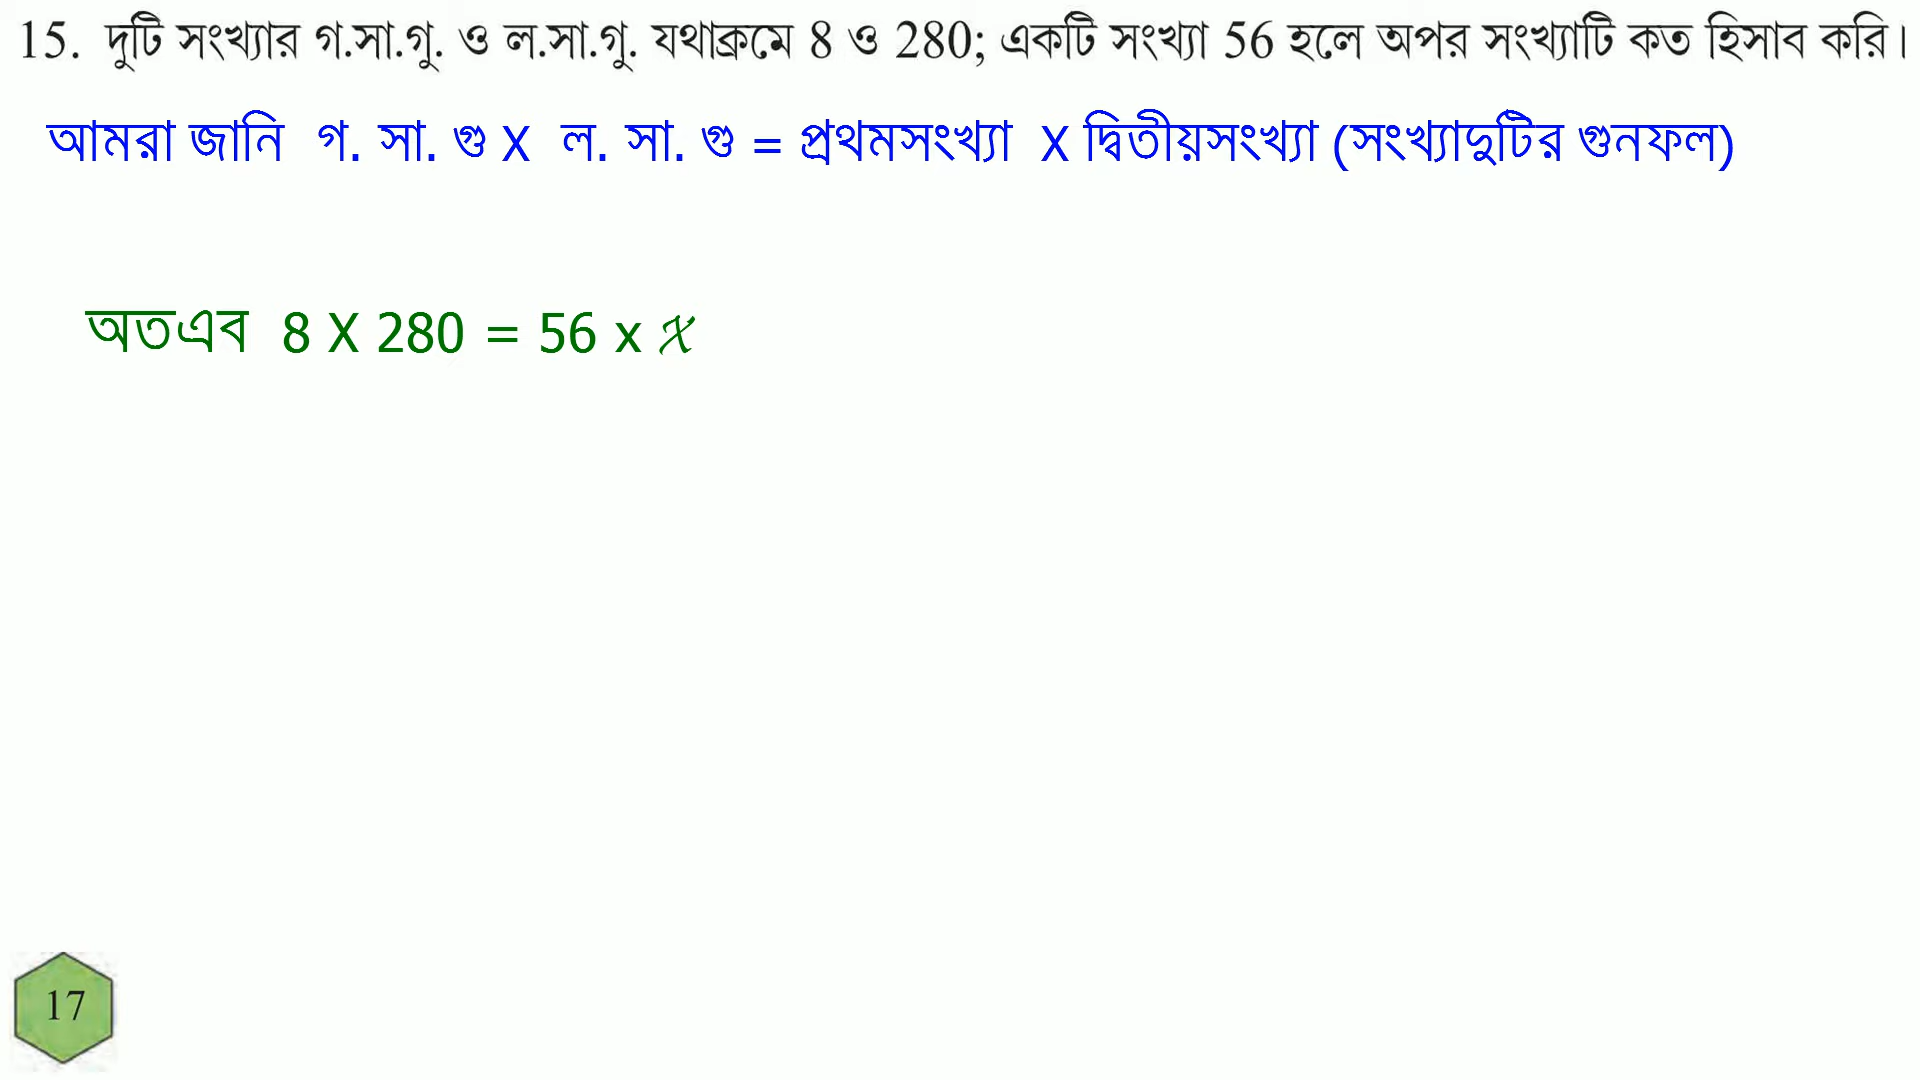 15. দুটি সংখ্যার গ.সা.গু. ও ল.সা.গু. যথাক্রমে 8 ও 280; একটি সংখ্যা 56 হলে অপর সংখ্যাটি কত হিসাব করি।
আমরা জানি গ. সা. গু X ল. সা. গু = প্রথমসংখ্যা X দ্বিতীয়সংখ্যা (সংখ্যাদুটির গুনফল)
অতএব 8 X 280 = 56 x 𝓍
17